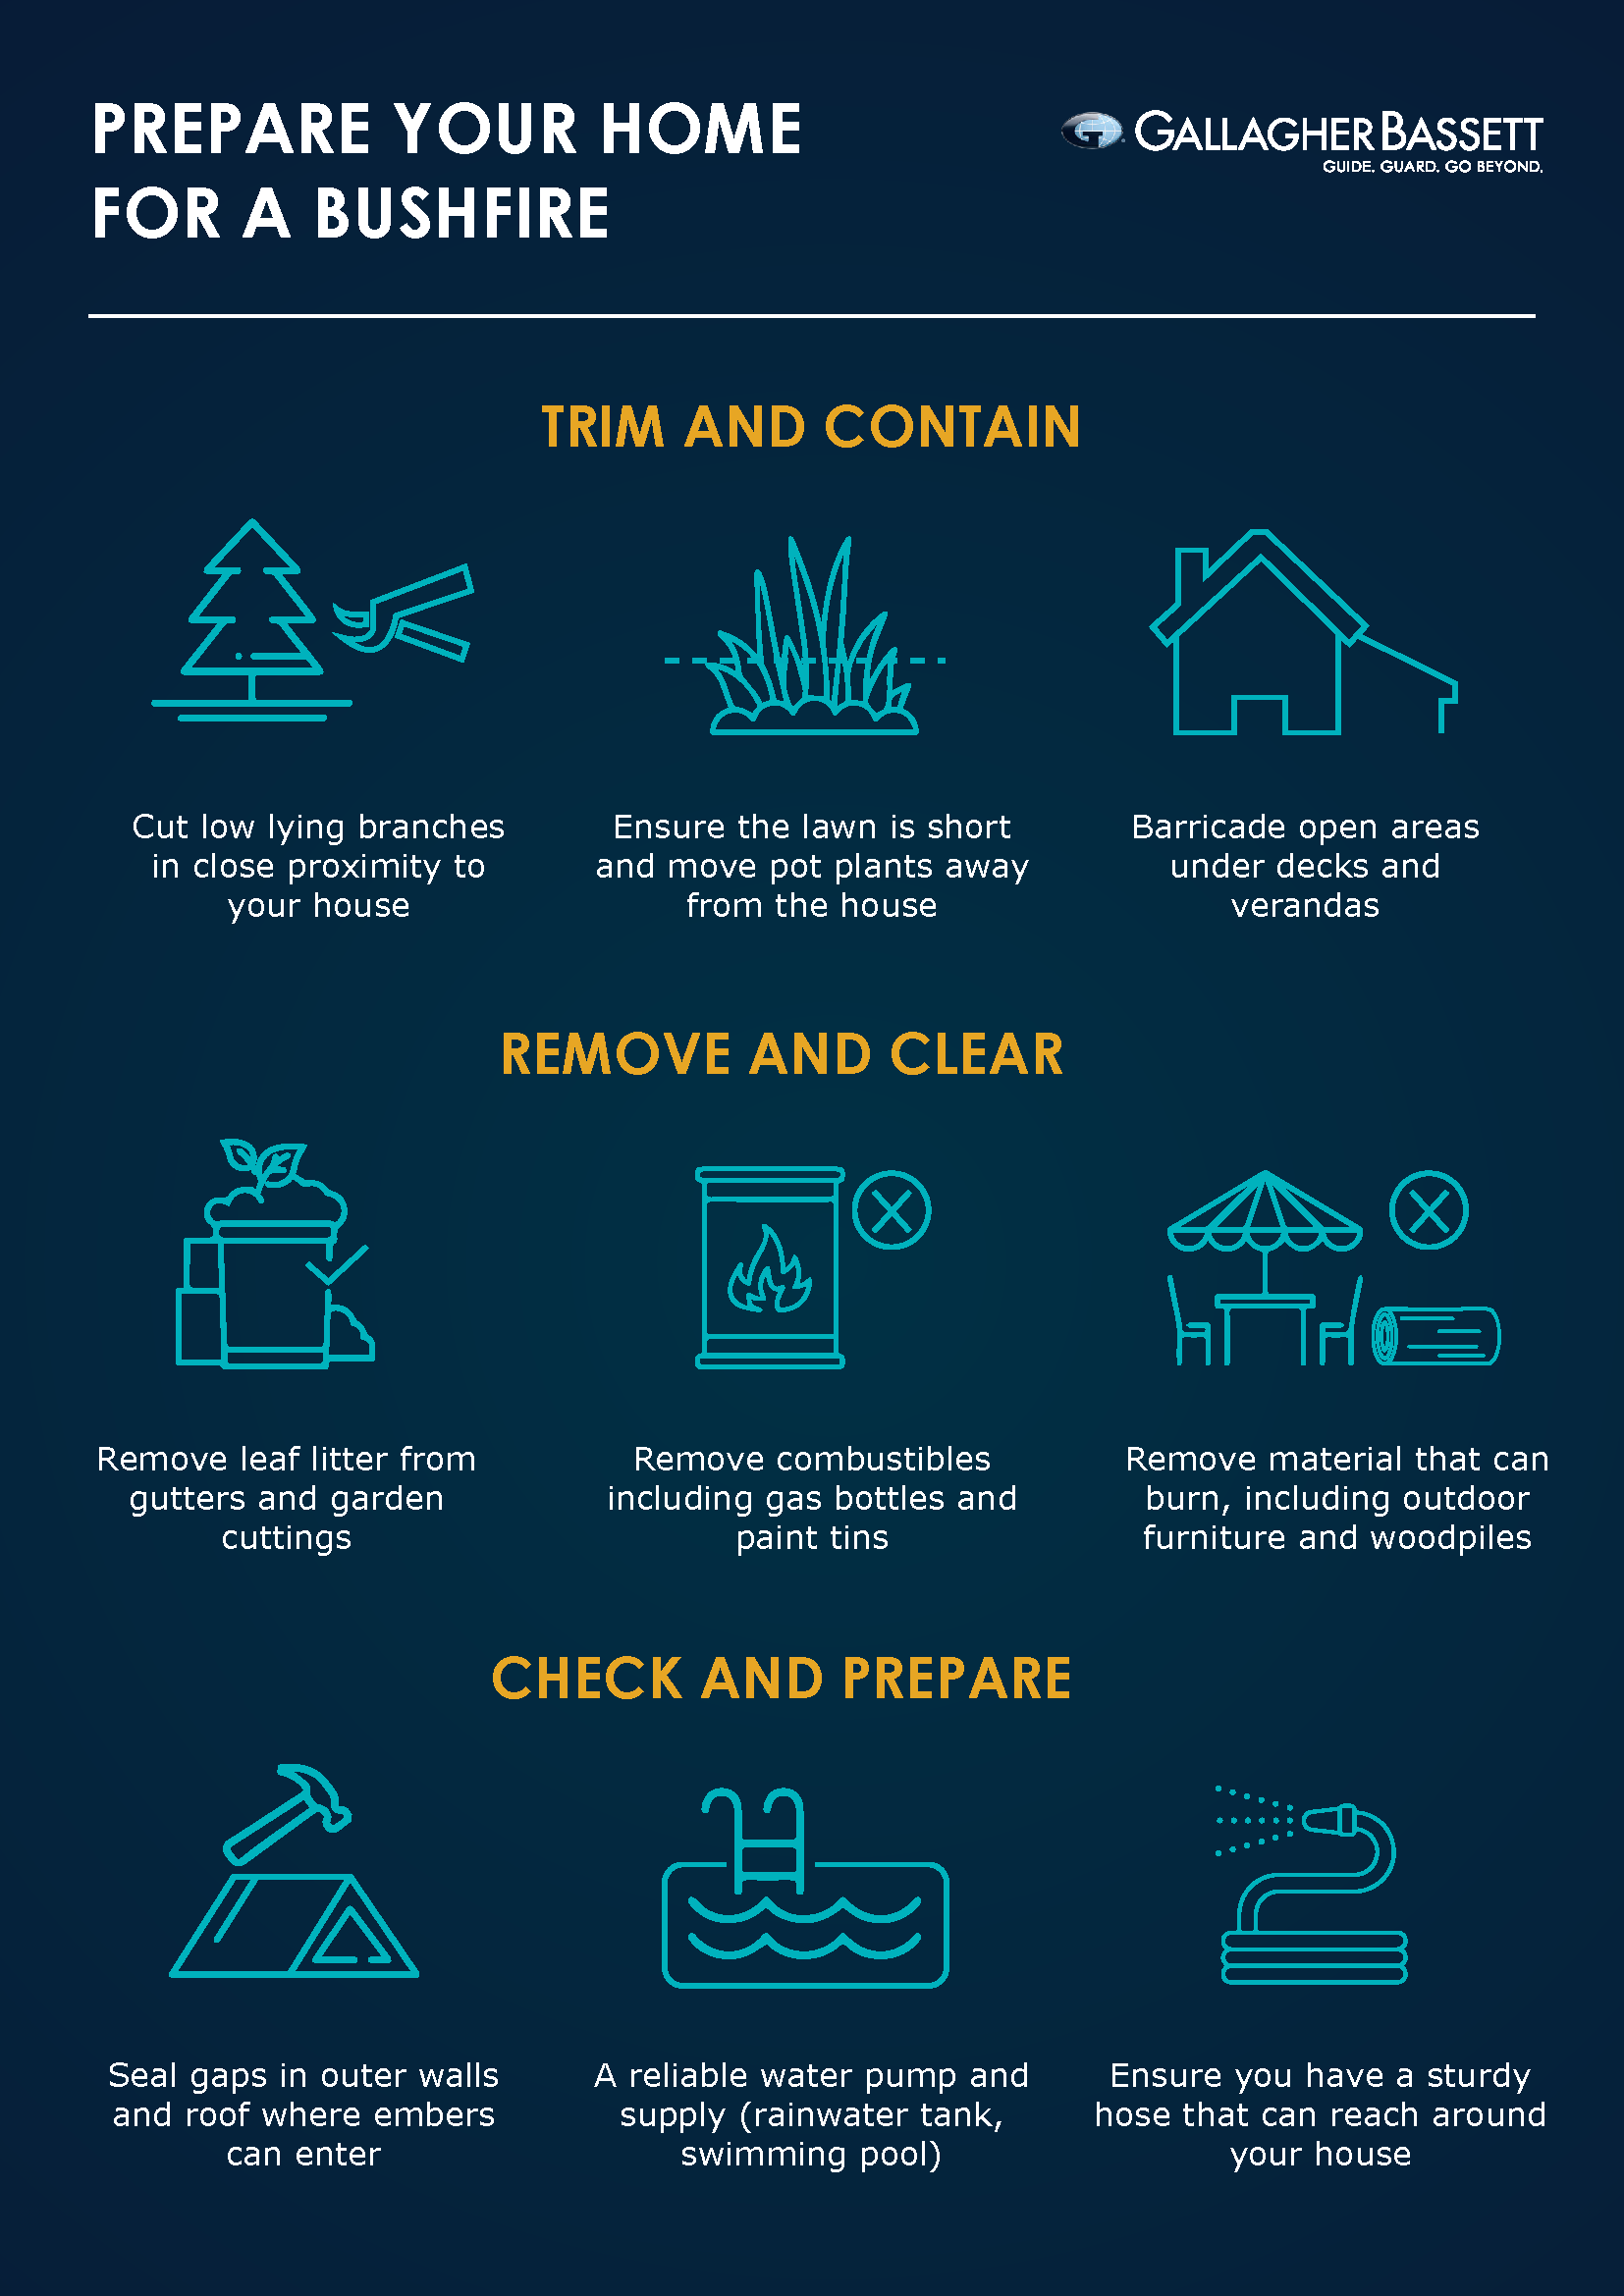 PREPARE YOUR HOME
FOR A BUSHFIRE
GALLAGHER BASSETT
GUIDE. GUARD. GO BEYOND.
TRIM AND CONTAIN
Cut low lying branches
in close proximity to
your house
Ensure the lawn is short
and move pot plants away
from the house
Barricade open areas
under decks and
verandas
REMOVE AND CLEAR
Remove leaf litter from
gutters and garden
cuttings
Remove combustibles
including gas bottles and
paint tins
Remove material that can
burn, including outdoor
furniture and woodpiles
CHECK AND PREPARE
Seal gaps in outer walls
and roof where embers
can enter
A reliable water pump and
supply (rainwater tank,
swimming pool)
Ensure you have a sturdy
hose that can reach around
your house